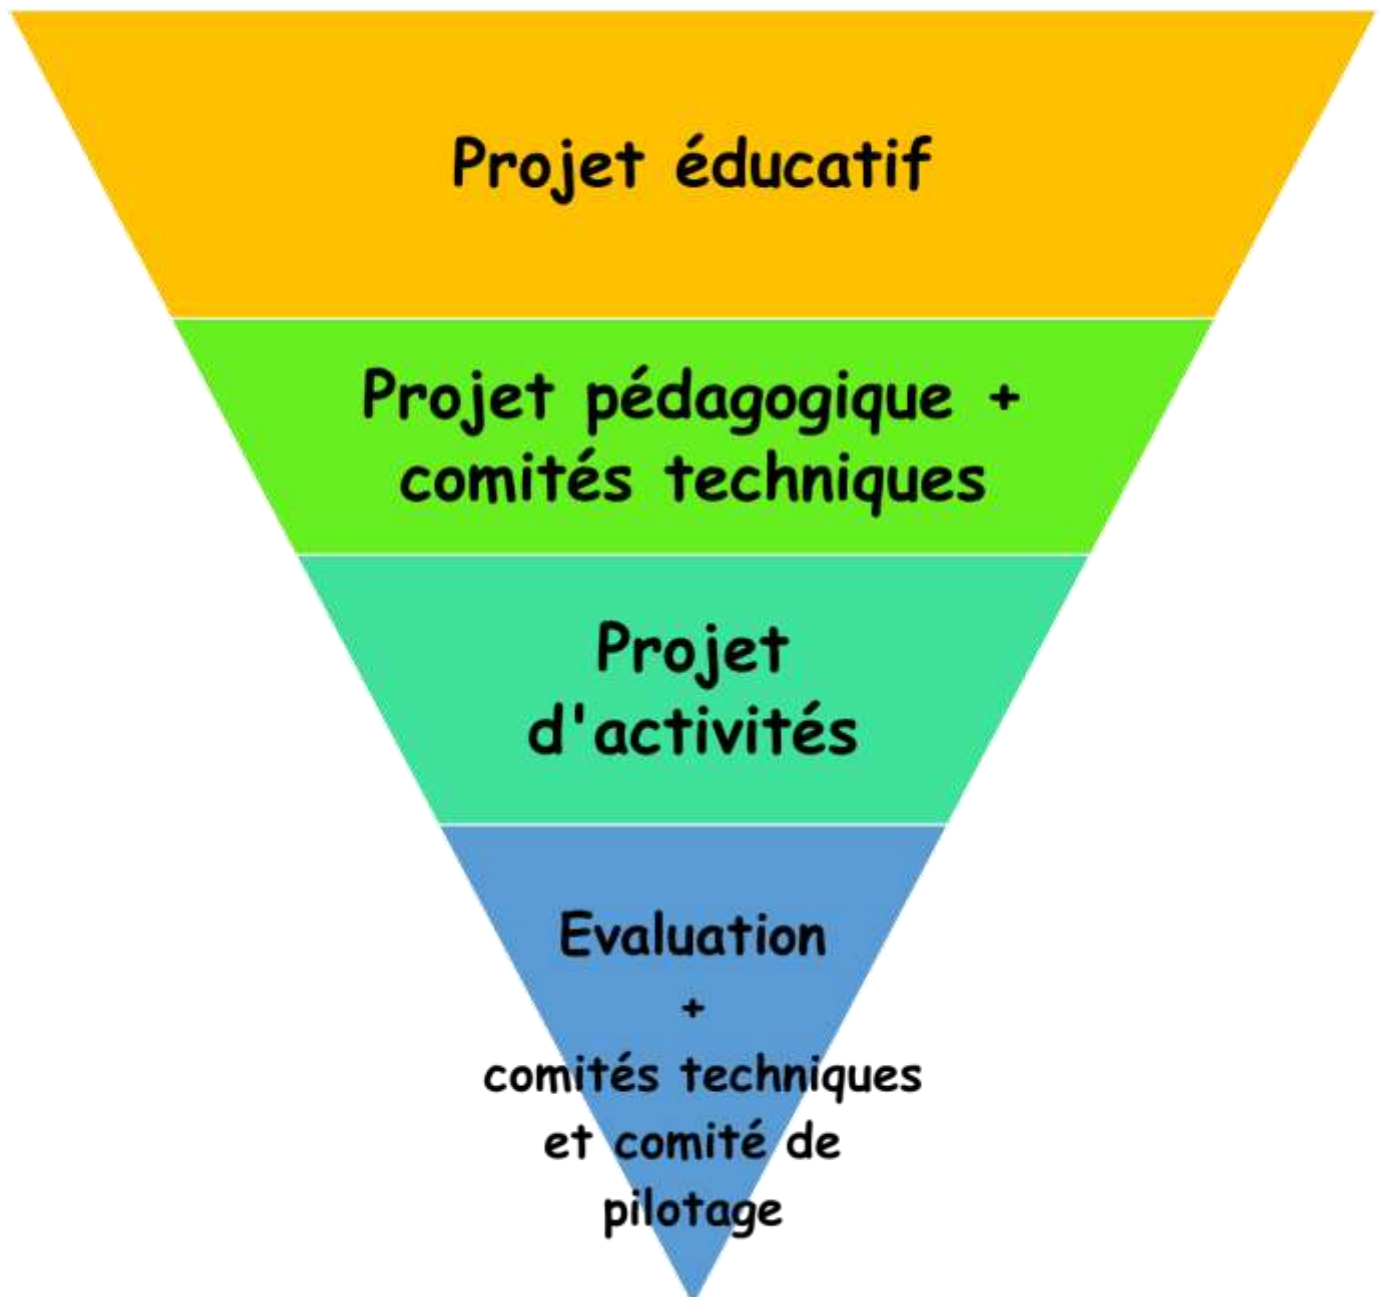 Projet éducatif
Projet pédagogique +
comités techniques
Projet
d'activités
Evaluation
+
comités techniques
et comité de
pilotage